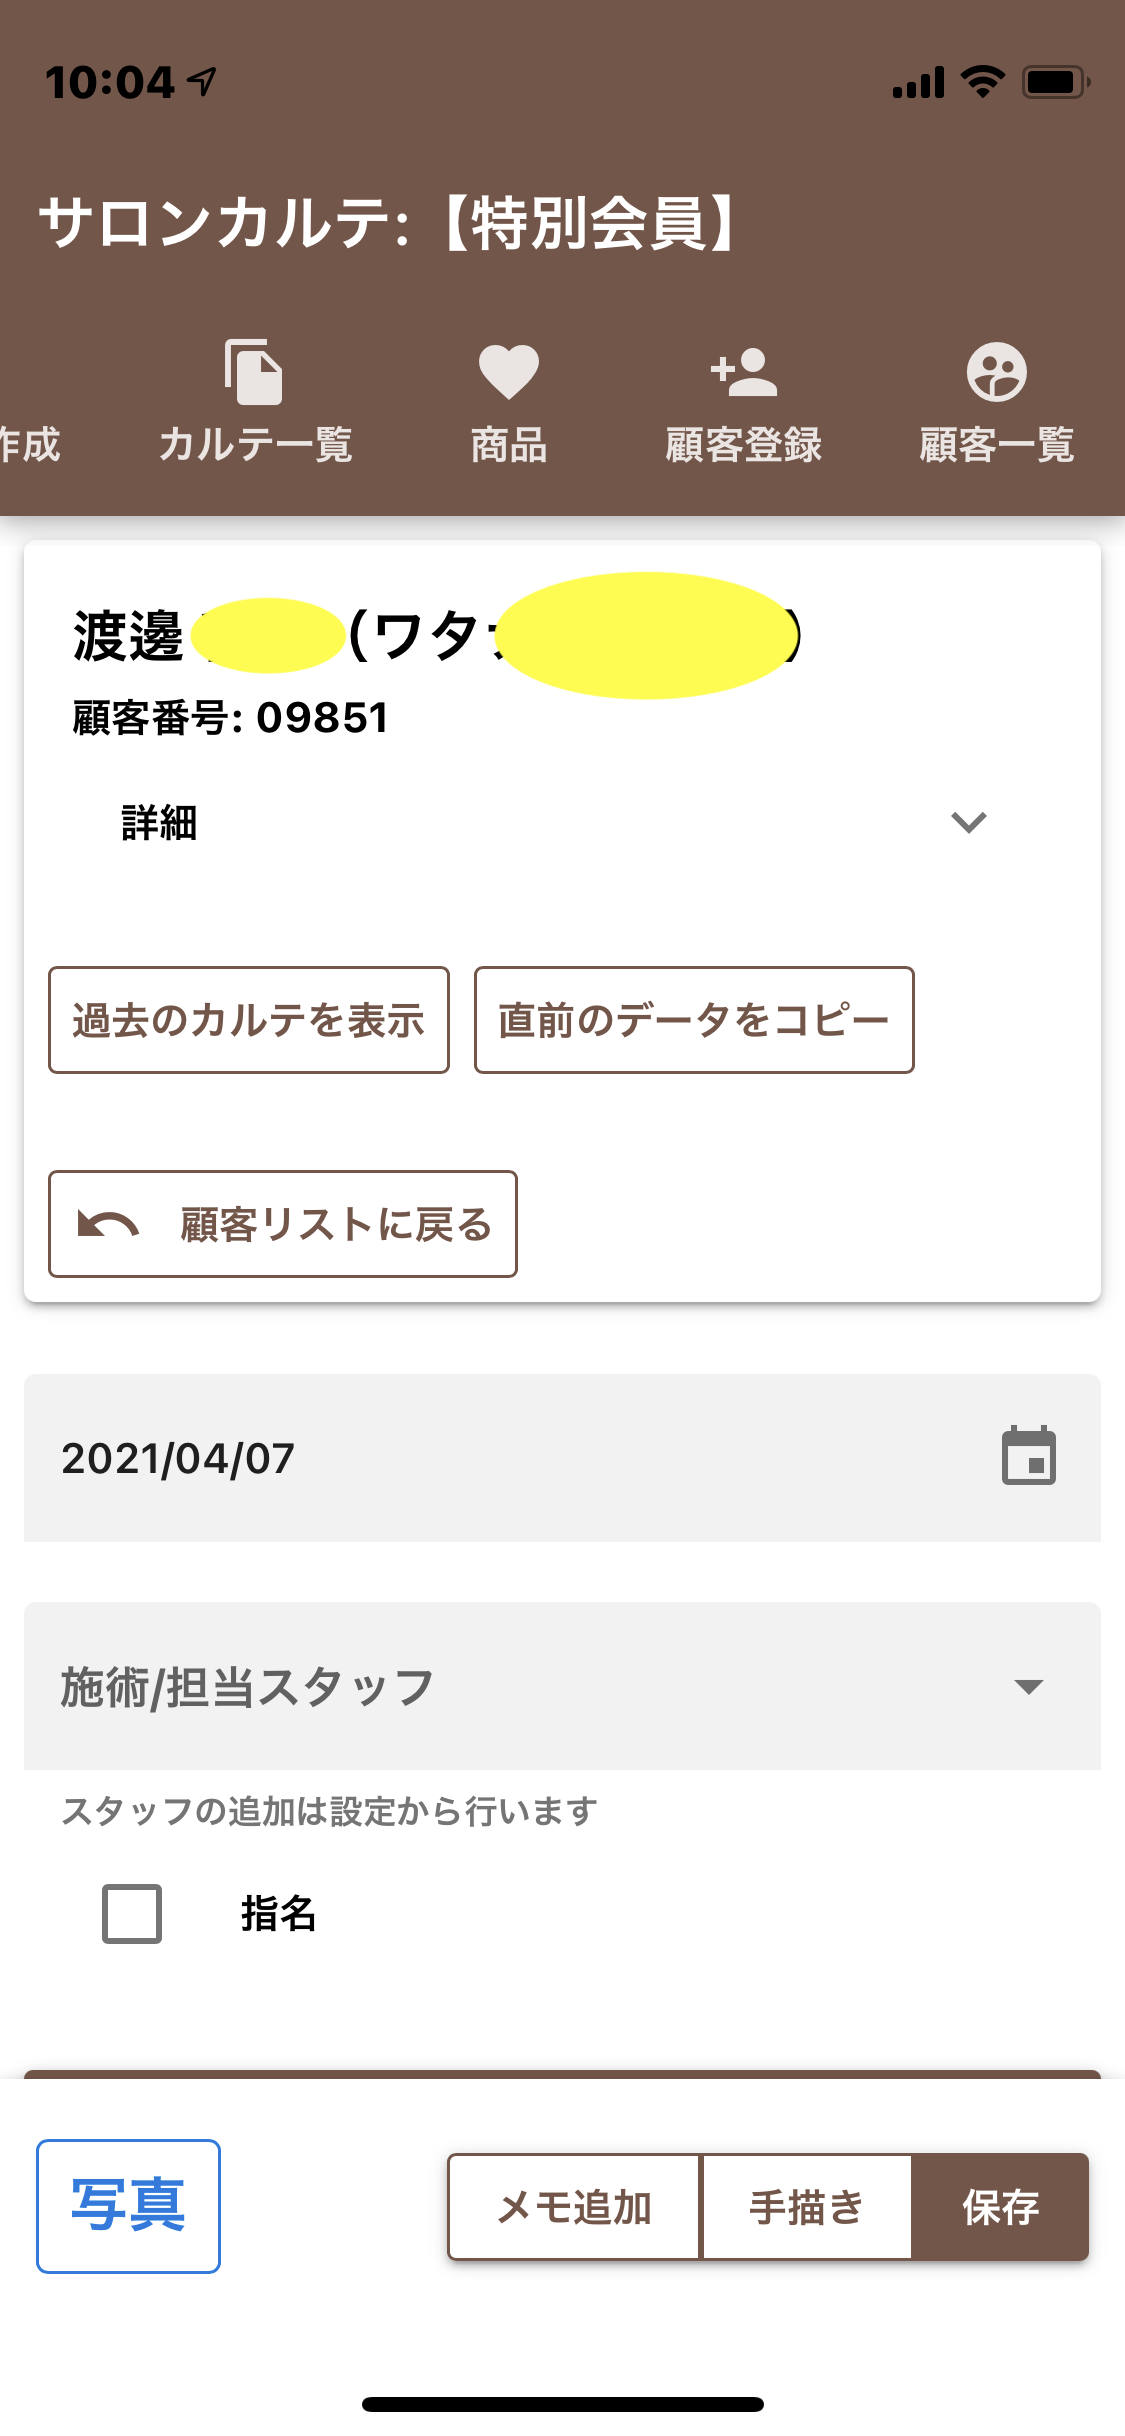 10:04
サロンカルテ:【特別会員】
作成
カルテ一覧
商品
顧客登録
顧客一覧
渡邊 (ワタ )
顧客番号: 09851
詳細
過去のカルテを表示
直前のデータをコピー
顧客リストに戻る
2021/04/07
施術/担当スタッフ
スタッフの追加は設定から行います
指名
写真
メモ追加
手描き
保存